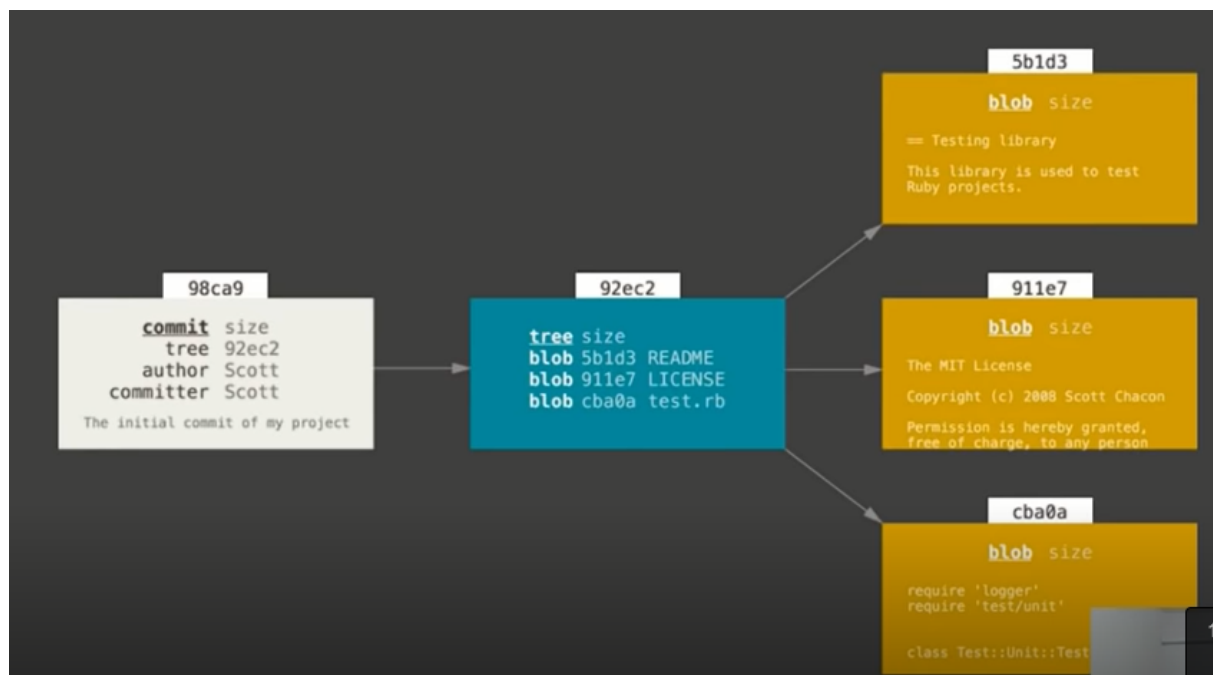 98ca9
commit size
tree 92ec2
author Scott
committer Scott
The initial commit of my project
92ec2
tree size
blob 5b1d3 README
blob 911e7 LICENSE
blob cba0a test.rb
5b1d3
blob size
== Testing library
This library is used to test
Ruby projects.
911e7
blob size
The MIT License
Copyright (c) 2008 Scott Chacon
Permission is hereby granted,
free of charge, to any person
cba0a
blob size
require 'logger'
require 'test/unit'
class Test::Unit::Test